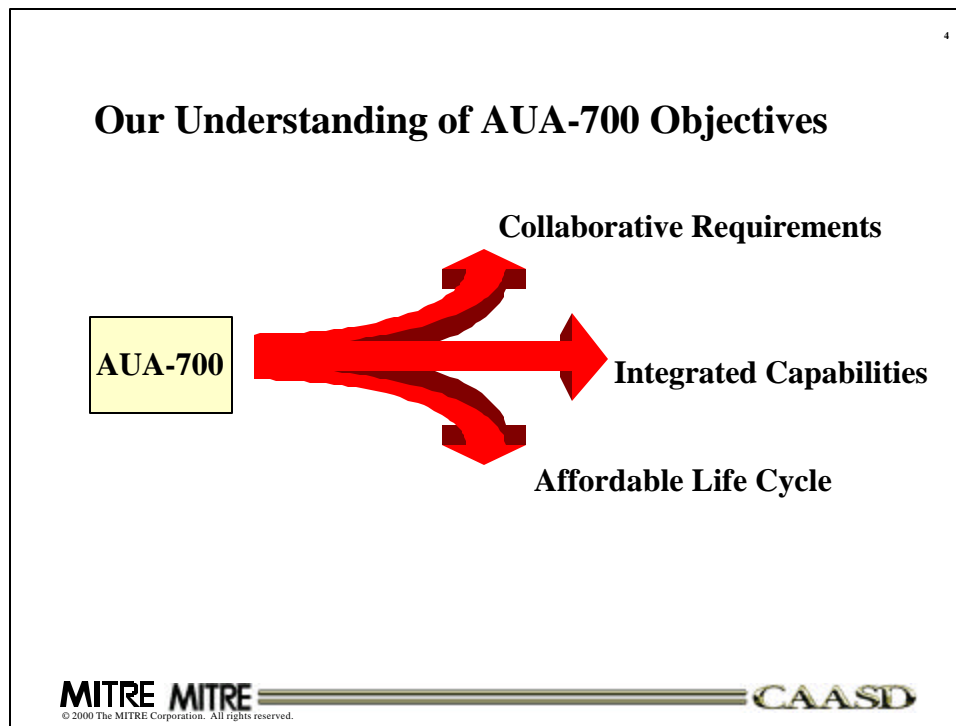 4
Our Understanding of AUA-700 Objectives
Collaborative Requirements
AUA-700
Integrated Capabilities
Affordable Life Cycle
MITRE MITRE CAASD
© 2000 The MITRE Corporation. All rights reserved.